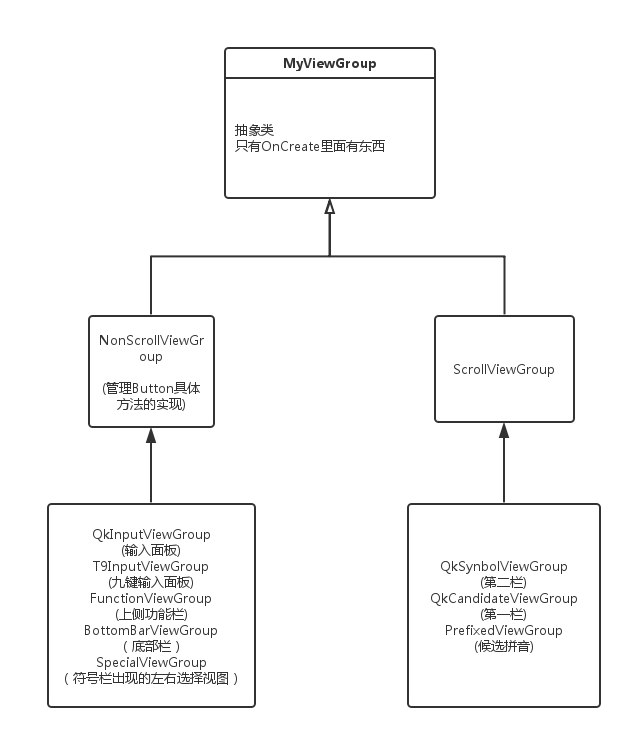 MyViewGroup
抽象类
只有OnCreate里面有东西
NonScrollViewGr
oup
(管理Button具体
方法的实现)
ScrollViewGroup
QkInputViewGroup
(输入面板)
T9InputViewGroup
(九键输入面板)
FunctionViewGroup
(上侧功能栏)
BottomBarViewGroup
（底部栏）
SpecialViewGroup
（符号栏出现的左右选择视图）
QkSynbolViewGroup
(第二栏)
QkCandidateViewGroup
(第一栏)
PrefixedViewGroup
(候选拼音)